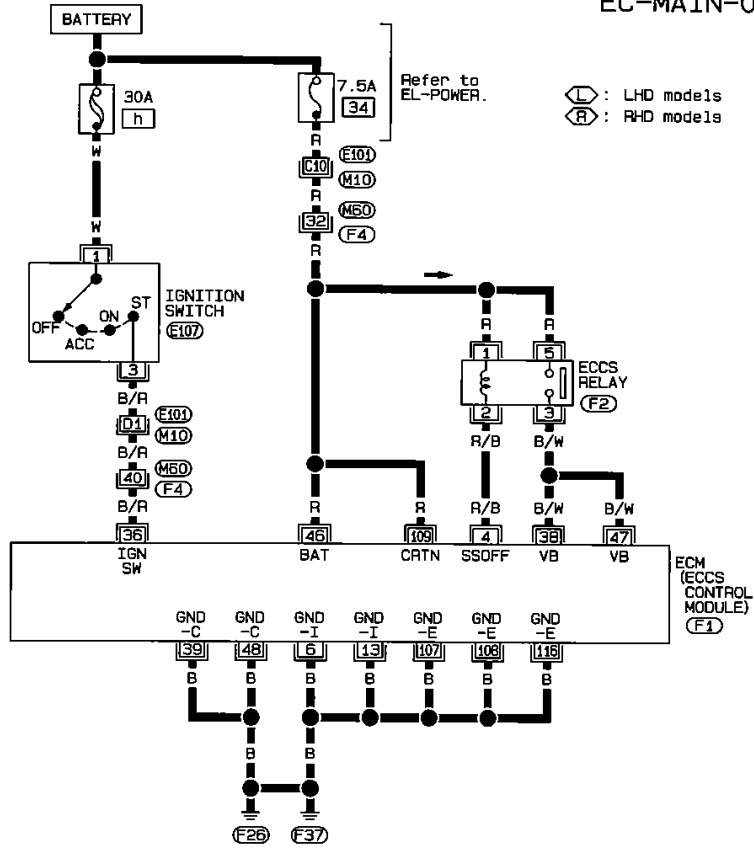 EC-MAIN-0
BATTERY
30A
h
7.5A
34
Refer to
EL-POWER.
L : LHD models
R : RHD models
W
R
C10
E101
M10
R
32
M60
F4
R
W
1
IGNITION
SWITCH
E107
OFF
ACC
ON
ST
3
B/R
D1
E101
M10
B/R
40
M60
F4
B/R
R
R
1
5
ECCS
RELAY
F2
2
3
R/B
B/W
R
R
R/B
B/W
B/W
36
46
109
4
38
47
IGN
SW
BAT
CRTN
SSOFF
VB
VB
ECM
(ECCS
CONTROL
MODULE)
F1
GND
-C
GND
-C
GND
-I
GND
-I
GND
-E
GND
-E
GND
-E
39
48
6
13
107
108
116
B
B
B
B
B
B
B
B
B
F26
F37